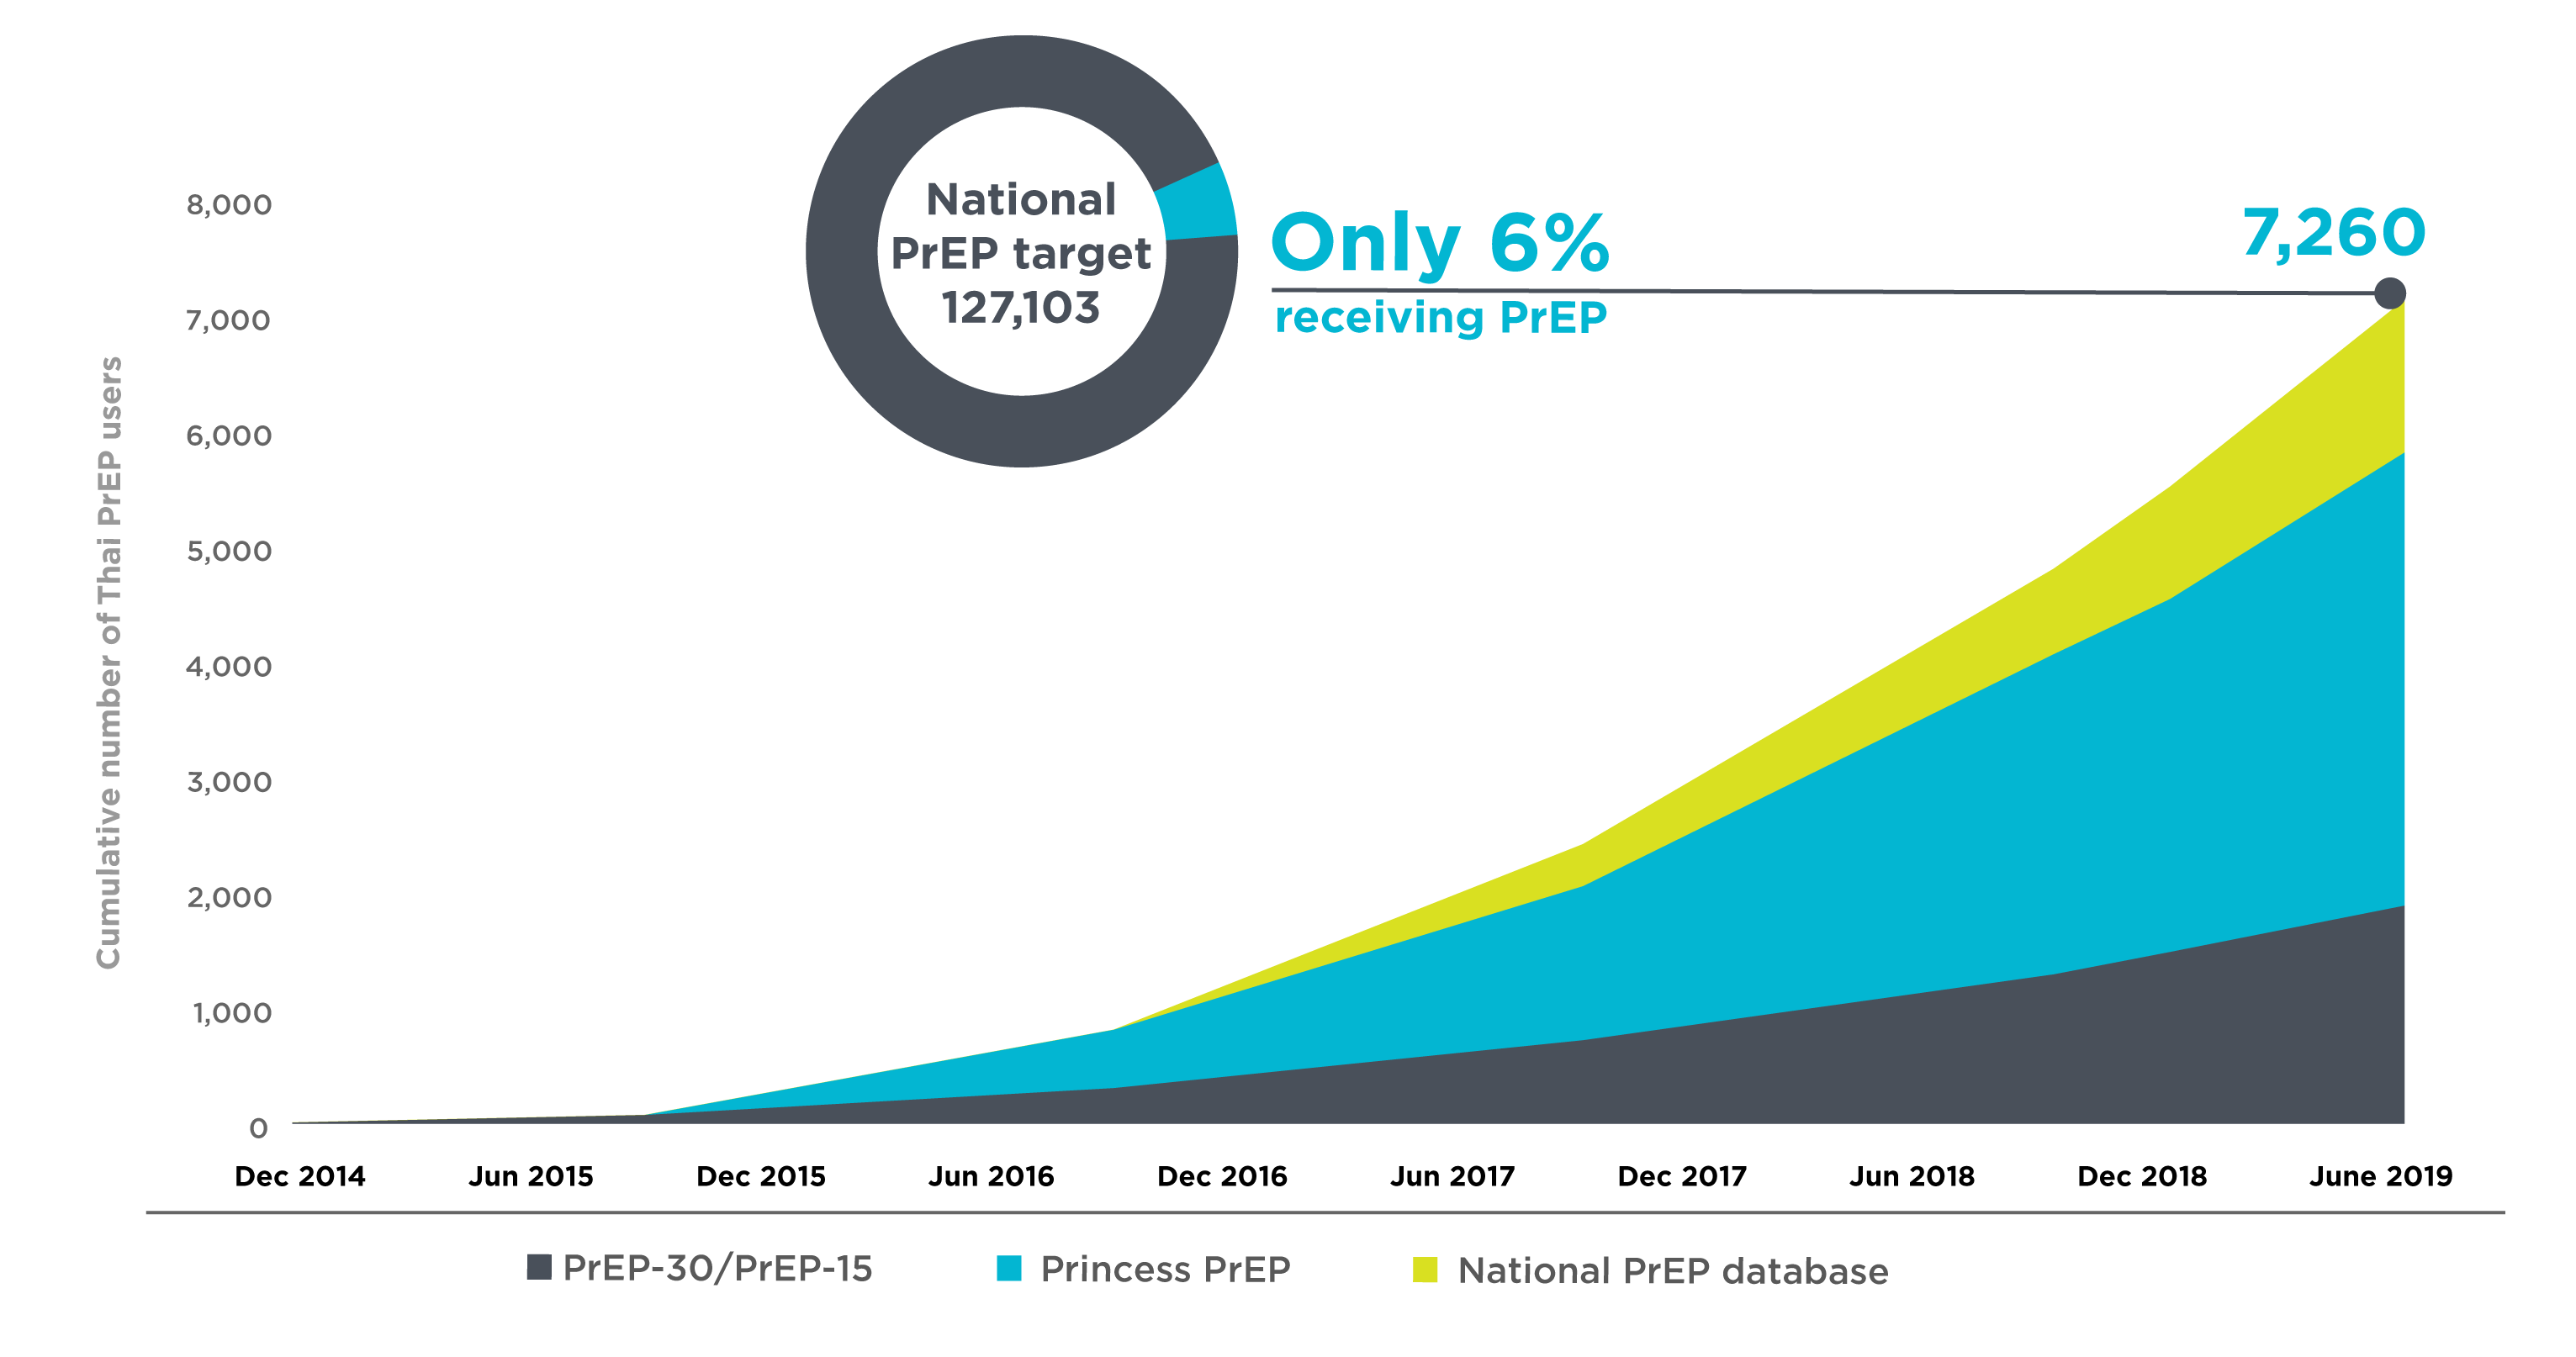 National
PrEP target
127,103
Only 6%
receiving PrEP
7,260
Cumulative number of Thai PrEP users
8,000
7,000
6,000
5,000
4,000
3,000
2,000
1,000
0
Dec 2014
Jun 2015
Dec 2015
Jun 2016
Dec 2016
Jun 2017
Dec 2017
Jun 2018
Dec 2018
June 2019
PrEP-30/PrEP-15
Princess PrEP
National PrEP database